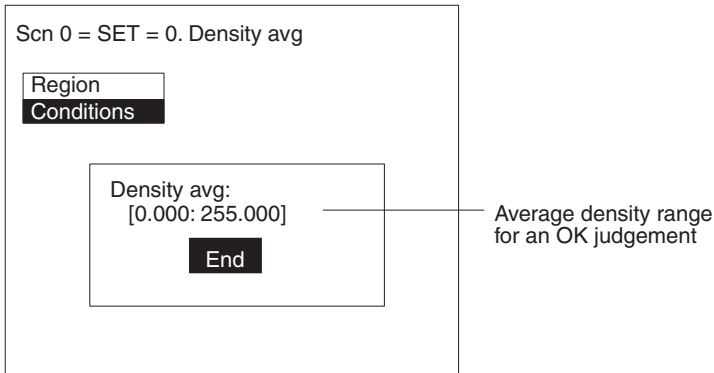 Scn 0 = SET = 0. Density avg
Region
Conditions
Density avg:
[0.000: 255.000]
End
Average density range
for an OK judgement